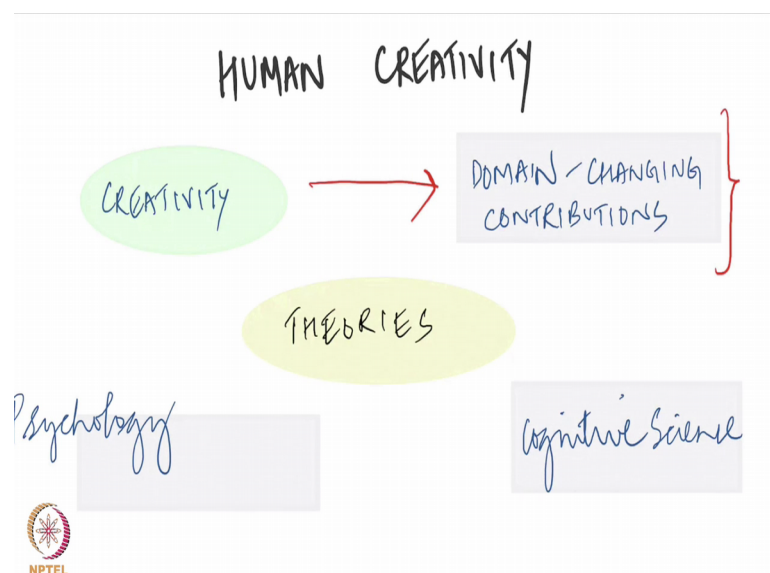 HUMAN CREATIVITY
CREATIVITY
DOMAIN-CHANGING
CONTRIBUTIONS
THEORIES
Psychology
Cognitive Science
NPTEL